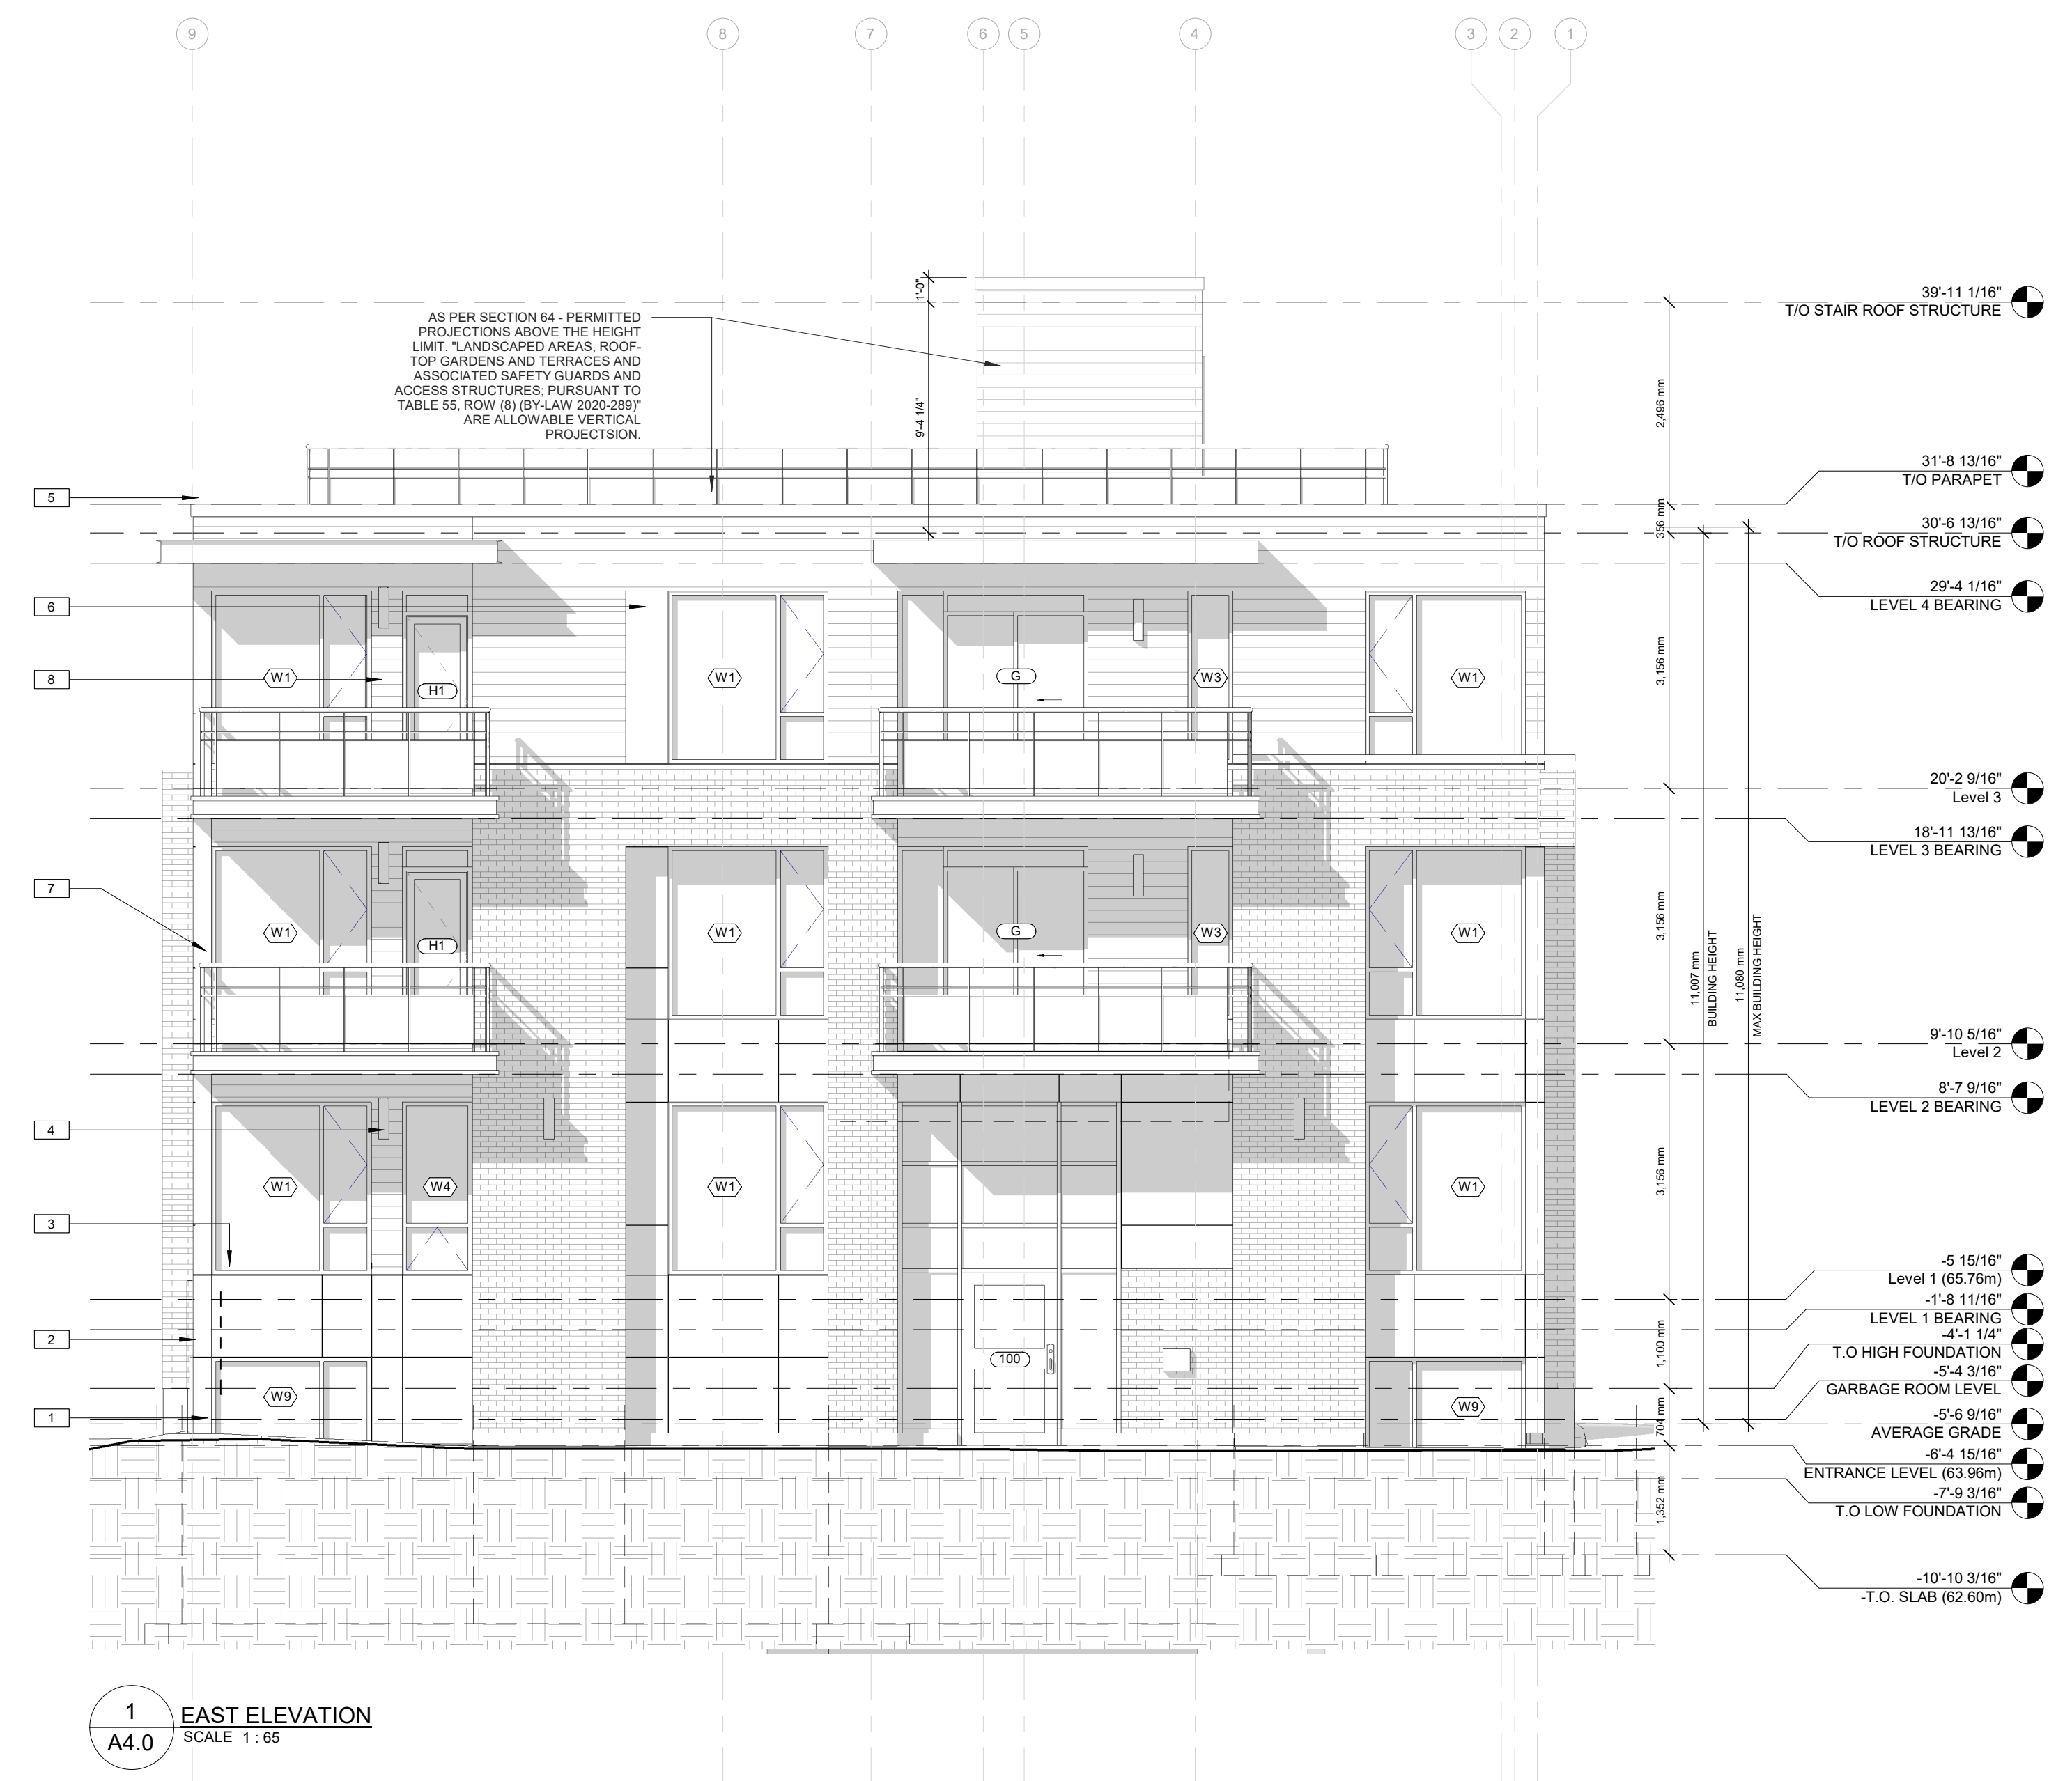 9
8
7
6
5
4
3
2
1
AS PER SECTION 64 - PERMITTED
PROJECTIONS ABOVE THE HEIGHT
LIMIT. "LANDSCAPED AREAS, ROOF-
TOP GARDENS AND TERRACES AND
ASSOCIATED SAFETY GUARDS AND
ACCESS STRUCTURES; PURSUANT TO
TABLE 55, ROW (8) (BY-LAW 2020-289)"
ARE ALLOWABLE VERTICAL
PROJECTSION.
1'-0"
9'-4 1/4"
5
6
8
7
4
3
2
1
W1
H1
W1
G
W3
W1
W1
H1
W1
G
W3
W1
W1
W4
W1
W1
W9
100
W9
2,496 mm
356 mm
3,156 mm
3,156 mm
3,156 mm
1,100 mm
704 mm
1,352 mm
11,007 mm
BUILDING HEIGHT
11,080 mm
MAX BUILDING HEIGHT
39'-11 1/16"
T/O STAIR ROOF STRUCTURE
31'-8 13/16"
T/O PARAPET
30'-6 13/16"
T/O ROOF STRUCTURE
29'-4 1/16"
LEVEL 4 BEARING
20'-2 9/16"
Level 3
18'-11 13/16"
LEVEL 3 BEARING
9'-10 5/16"
Level 2
8'-7 9/16"
LEVEL 2 BEARING
-5 15/16"
Level 1 (65.76m)
-1'-8 11/16"
LEVEL 1 BEARING
-4'-1 1/4"
T.O HIGH FOUNDATION
-5'-4 3/16"
GARBAGE ROOM LEVEL
-5'-6 9/16"
AVERAGE GRADE
-6'-4 15/16"
ENTRANCE LEVEL (63.96m)
-7'-9 3/16"
T.O LOW FOUNDATION
-10'-10 3/16"
-T.O. SLAB (62.60m)
1
A4.0
EAST ELEVATION
SCALE 1 : 65